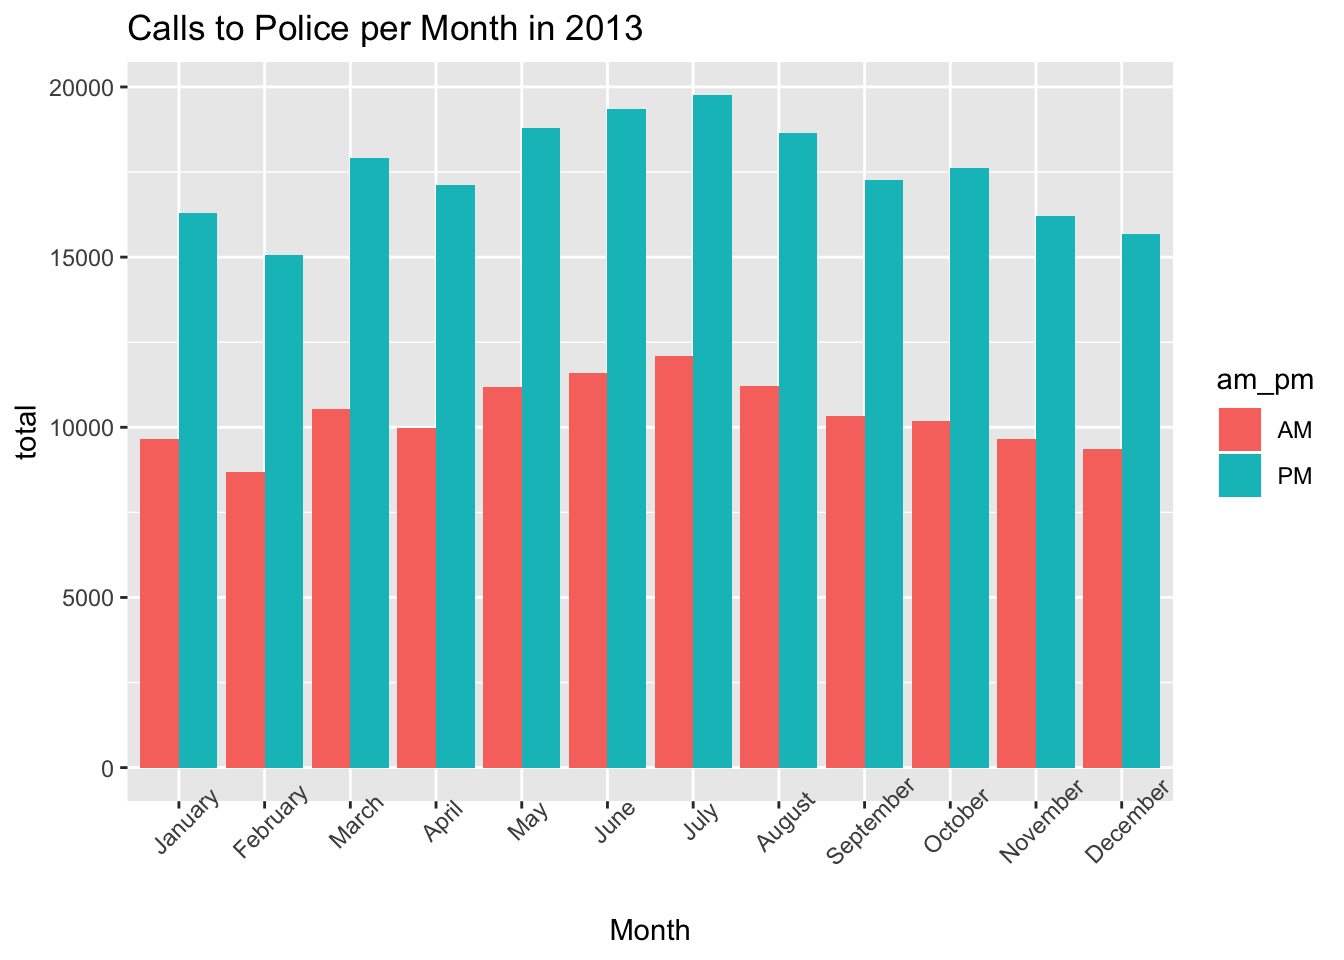 Calls to Police per Month in 2013
total
20000
15000
10000
5000
0
January
February
March
April
May
June
July
August
September
October
November
December
Month
am_pm
AM
PM